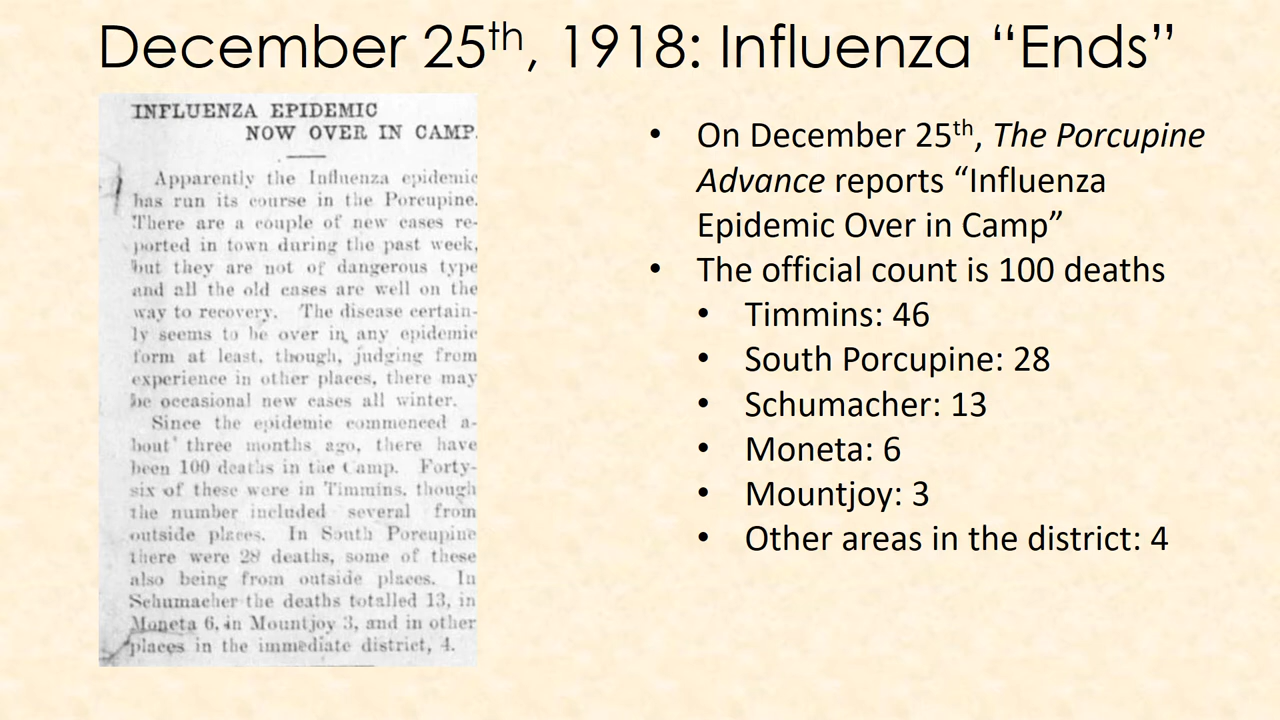 December 25th, 1918: Influenza “Ends”
INFLUENZA EPIDEMIC
NOW OVER IN CAMP.
Apparently the Influenza epidemic
has run its course in the Porcupine.
There are a couple of new cases re-
ported in town during the past week,
but they are not of dangerous type
and all the old cases are well on the
way to recovery. The disease certain-
ly seems to be over in any epidemic
form at least, though, judging from
experience in other places, there may
be occasional new cases all winter.
Since the epidemic commenced a-
bout three months ago, there have
been 100 deaths in the Camp. Forty-
six of these were in Timmins, though
the number included several from
outside places. In South Porcupine
there were 28 deaths, some of these
also being from outside places. In
Schumacher the deaths totalled 13, in
Moneta 6, in Mountjoy 3, and in other
places in the immediate district, 4.
• On December 25th, The Porcupine
Advance reports “Influenza
Epidemic Over in Camp”
• The official count is 100 deaths
• Timmins: 46
• South Porcupine: 28
• Schumacher: 13
• Moneta: 6
• Mountjoy: 3
• Other areas in the district: 4